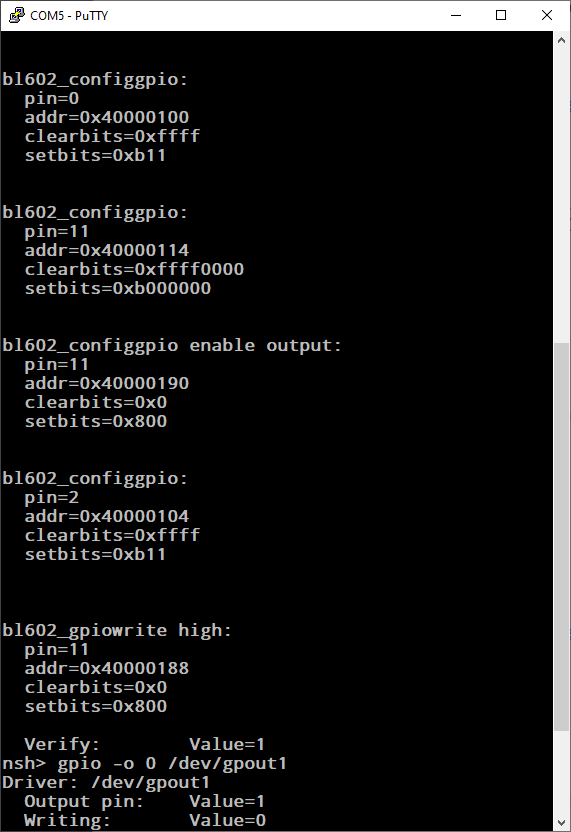 COM5 - PuTTY
bl602_configgpio:
  pin=0
  addr=0x40000100
  clearbits=0xffff
  setbits=0xb11
bl602_configgpio:
  pin=11
  addr=0x40000114
  clearbits=0xffff0000
  setbits=0xb000000
bl602_configgpio enable output:
  pin=11
  addr=0x40000190
  clearbits=0x0
  setbits=0x800
bl602_configgpio:
  pin=2
  addr=0x40000104
  clearbits=0xffff
  setbits=0xb11
bl602_gpiowrite high:
  pin=11
  addr=0x40000188
  clearbits=0x0
  setbits=0x800
  Verify:        Value=1
nsh> gpio -o 0 /dev/gpout1
Driver: /dev/gpout1
  Output pin:    Value=1
  Writing:       Value=0